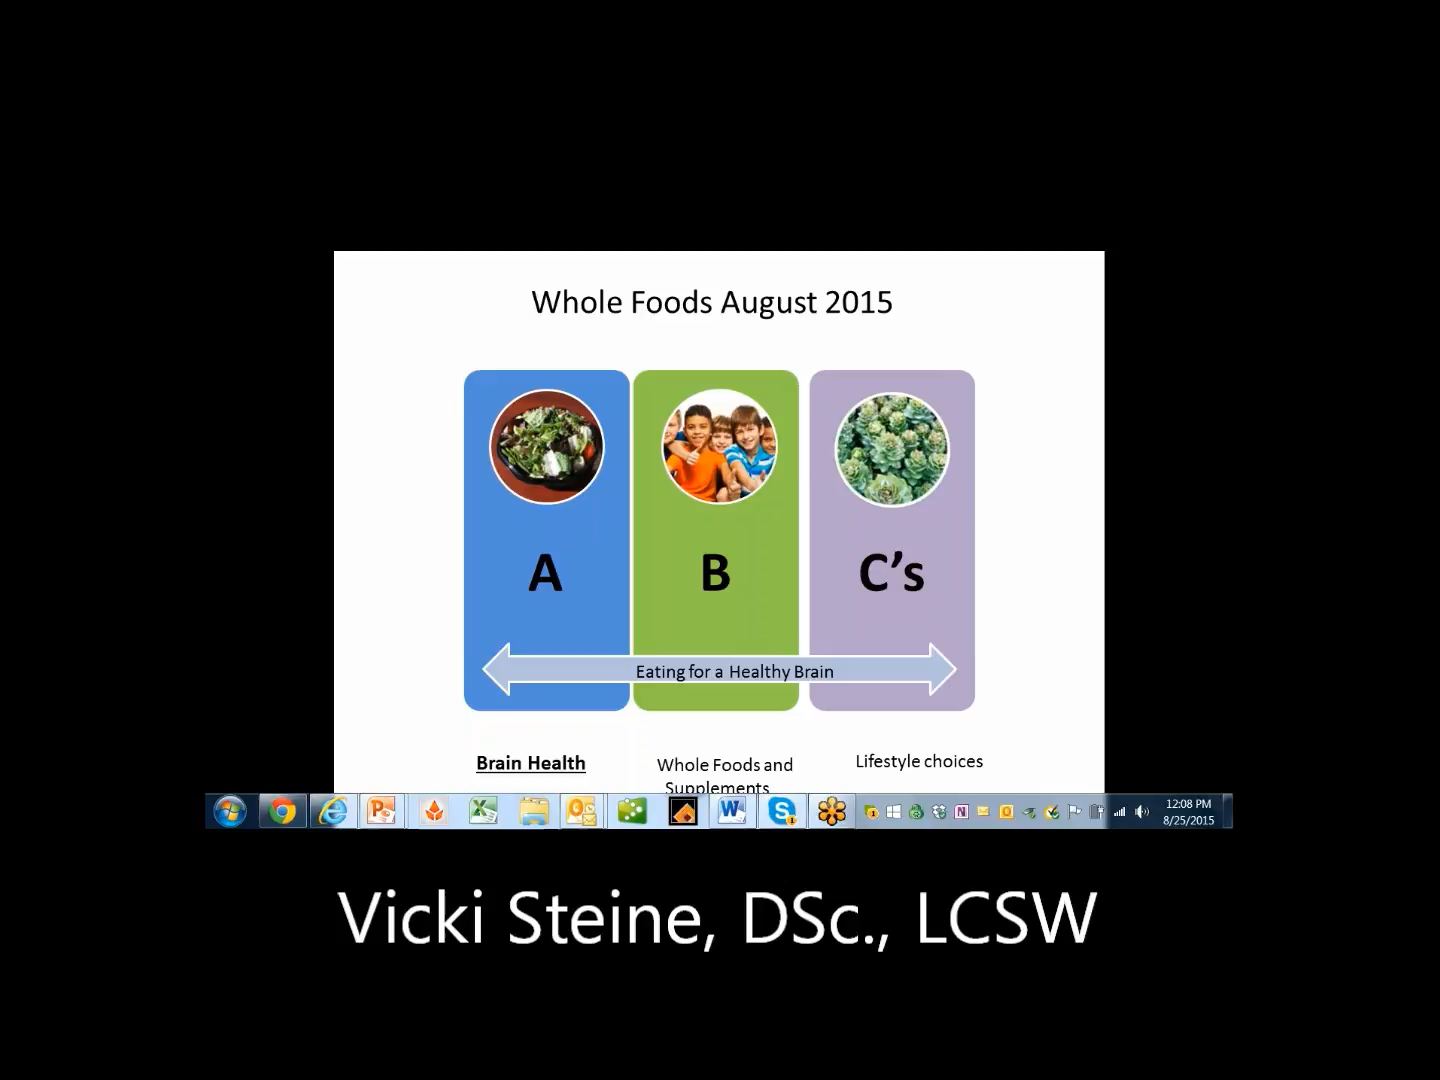 Whole Foods August 2015
A
B
C's
Eating for a Healthy Brain
Brain Health
Whole Foods and
Supplements
Lifestyle choices
12:08 PM
8/25/2015
Vicki Steine, DSc., LCSW